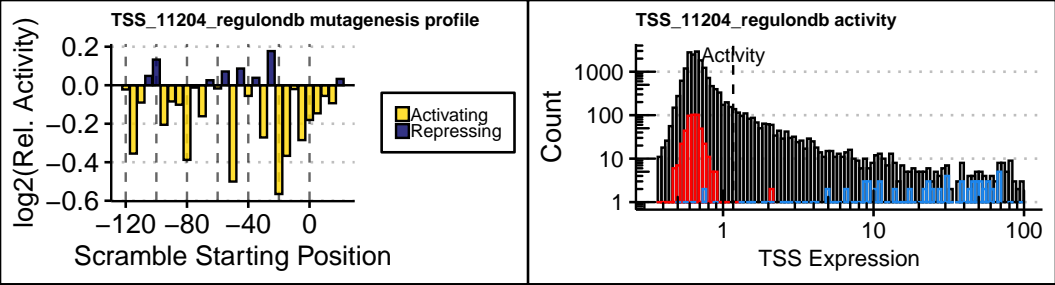 TSS_11204_regulondb mutagenesis profile
log2(Rel. Activity)
0.2
0.0
−0.2
−0.4
−0.6
−120
−80
−40
0
Scramble Starting Position
Activating
Repressing
TSS_11204_regulondb activity
Activity
Count
1000
100
10
1
1
10
100
TSS Expression